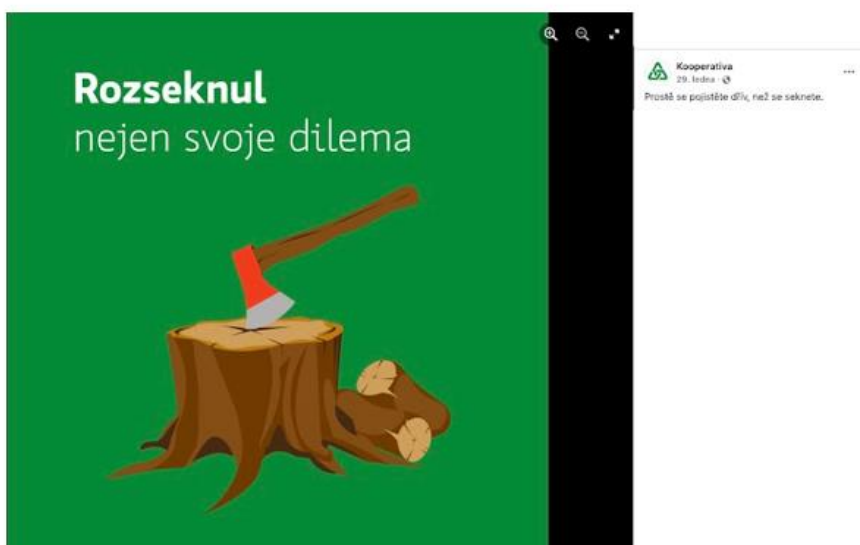 Rozseknul
nejen svoje dilema
Kooperativa
29. ledna
Prostě se pojistěte dřív, než se seknete.